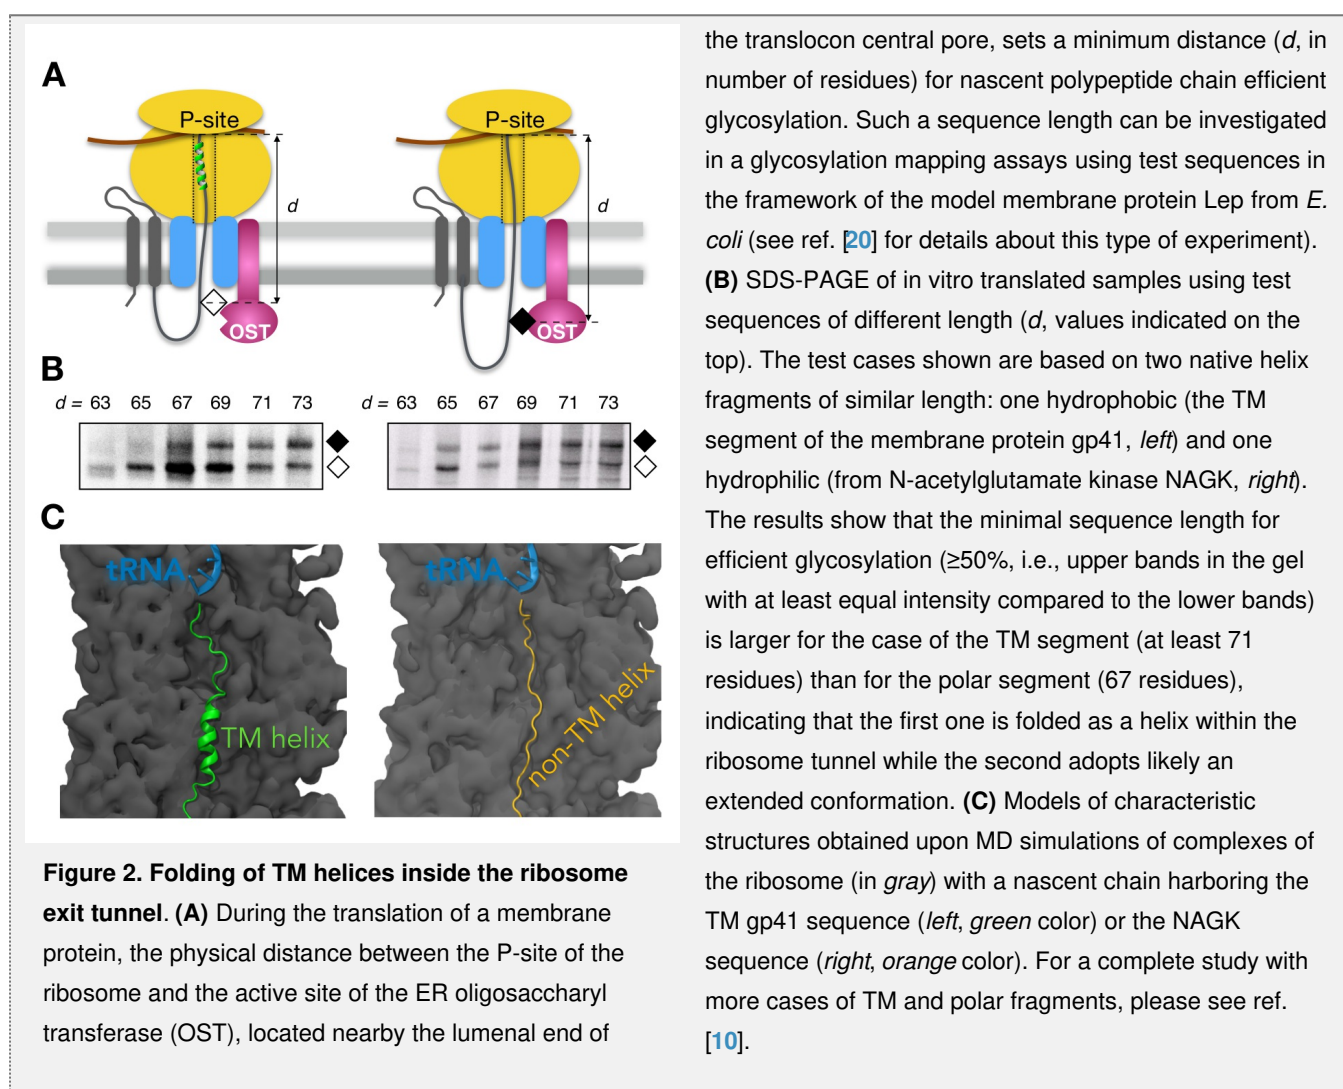 A
P-site
P-site
d
d
OST
OST
B
d = 63 65 67 69 71 73
d = 63 65 67 69 71 73
C
tRNA
tRNA
TM helix
non-TM helix
Figure 2. Folding of TM helices inside the ribosome
exit tunnel. (A) During the translation of a membrane
protein, the physical distance between the P-site of the
ribosome and the active site of the ER oligosaccharyl
transferase (OST), located nearby the lumenal end of
the translocon central pore, sets a minimum distance (d, in
number of residues) for nascent polypeptide chain efficient
glycosylation. Such a sequence length can be investigated
in a glycosylation mapping assays using test sequences in
the framework of the model membrane protein Lep from E.
coli (see ref. [20] for details about this type of experiment).
(B) SDS-PAGE of in vitro translated samples using test
sequences of different length (d, values indicated on the
top). The test cases shown are based on two native helix
fragments of similar length: one hydrophobic (the TM
segment of the membrane protein gp41, left) and one
hydrophilic (from N-acetylglutamate kinase NAGK, right).
The results show that the minimal sequence length for
efficient glycosylation (≥50%, i.e., upper bands in the gel
with at least equal intensity compared to the lower bands)
is larger for the case of the TM segment (at least 71
residues) than for the polar segment (67 residues),
indicating that the first one is folded as a helix within the
ribosome tunnel while the second adopts likely an
extended conformation. (C) Models of characteristic
structures obtained upon MD simulations of complexes of
the ribosome (in gray) with a nascent chain harboring the
TM gp41 sequence (left, green color) or the NAGK
sequence (right, orange color). For a complete study with
more cases of TM and polar fragments, please see ref.
[10].